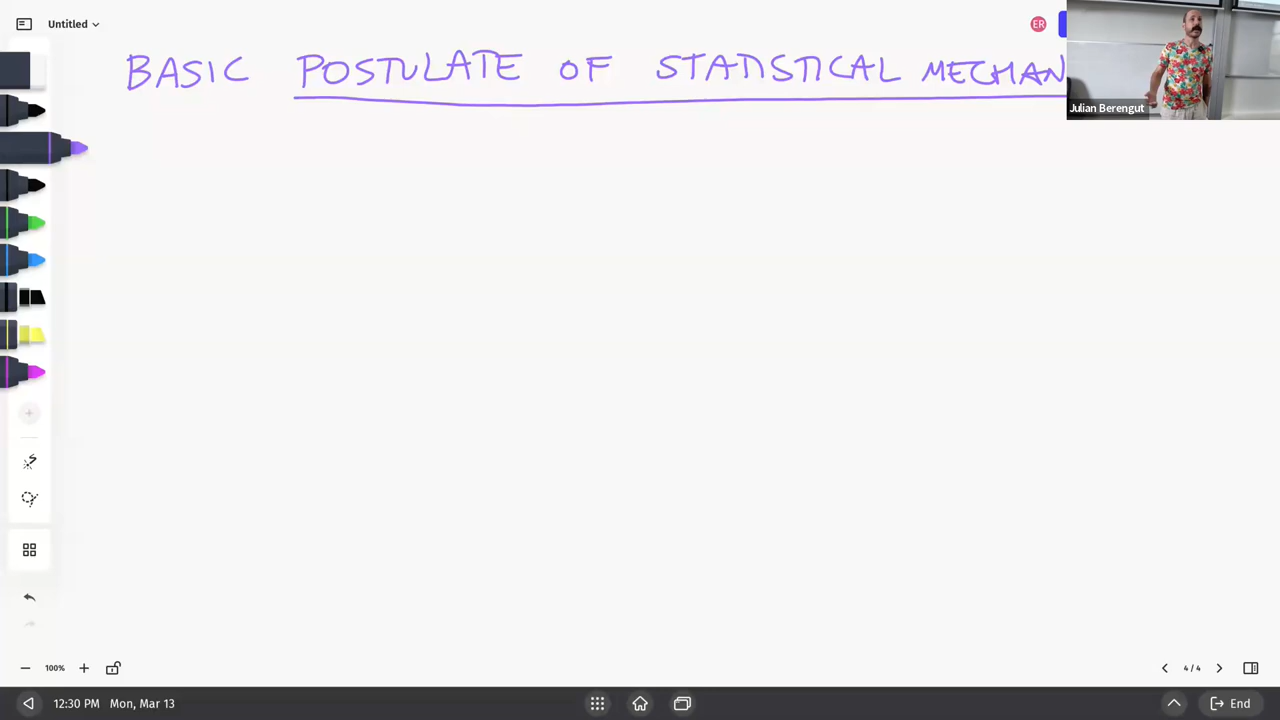 Untitled
ER
BASIC POSTULATE OF STATISTICAL MECHAN
Julian Berengut
100%
4/4
12:30 PM Mon, Mar 13
End